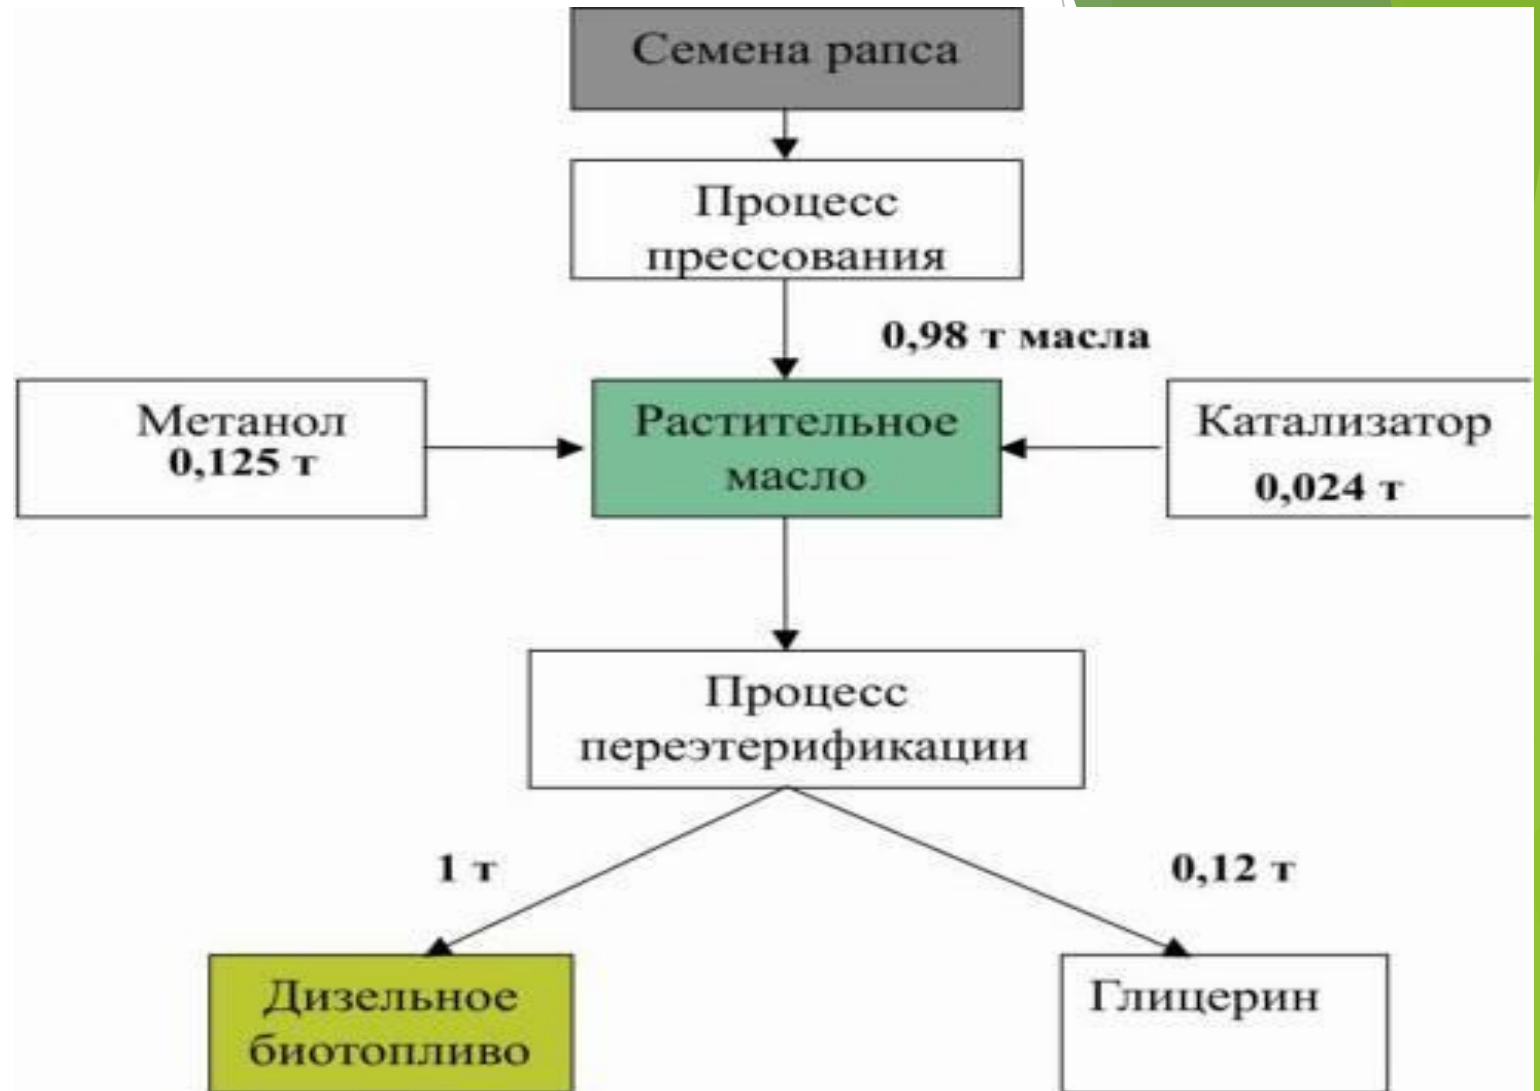 Семена рапса
Процесс
прессования
0,98 т масла
Метанол
0,125 т
Растительное
масло
Катализатор
0,024 т
Процесс
переэтерификации
1 т
0,12 т
Дизельное
биотопливо
Глицерин